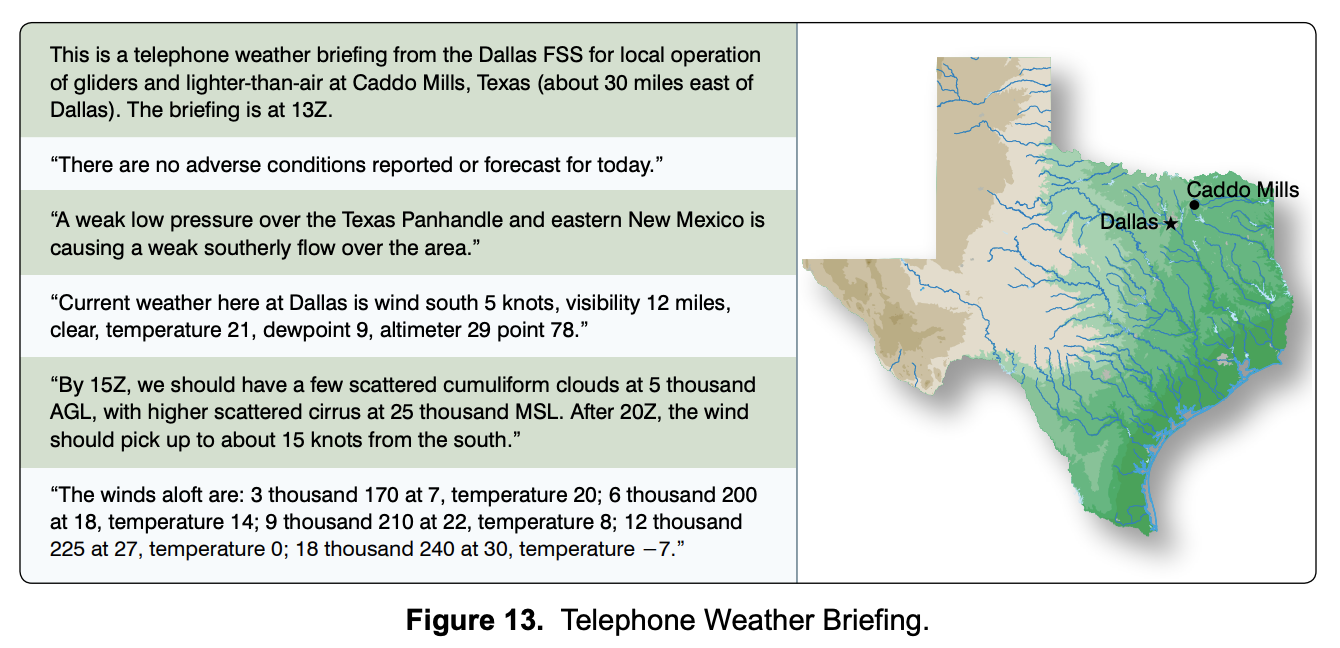 This is a telephone weather briefing from the Dallas FSS for local operation
of gliders and lighter-than-air at Caddo Mills, Texas (about 30 miles east of
Dallas). The briefing is at 13Z.
“There are no adverse conditions reported or forecast for today.”
“A weak low pressure over the Texas Panhandle and eastern New Mexico is
causing a weak southerly flow over the area.”
“Current weather here at Dallas is wind south 5 knots, visibility 12 miles,
clear, temperature 21, dewpoint 9, altimeter 29 point 78.”
“By 15Z, we should have a few scattered cumuliform clouds at 5 thousand
AGL, with higher scattered cirrus at 25 thousand MSL. After 20Z, the wind
should pick up to about 15 knots from the south.”
“The winds aloft are: 3 thousand 170 at 7, temperature 20; 6 thousand 200
at 18, temperature 14; 9 thousand 210 at 22, temperature 8; 12 thousand
225 at 27, temperature 0; 18 thousand 240 at 30, temperature −7.”
Caddo Mills
Dallas
Figure 13. Telephone Weather Briefing.